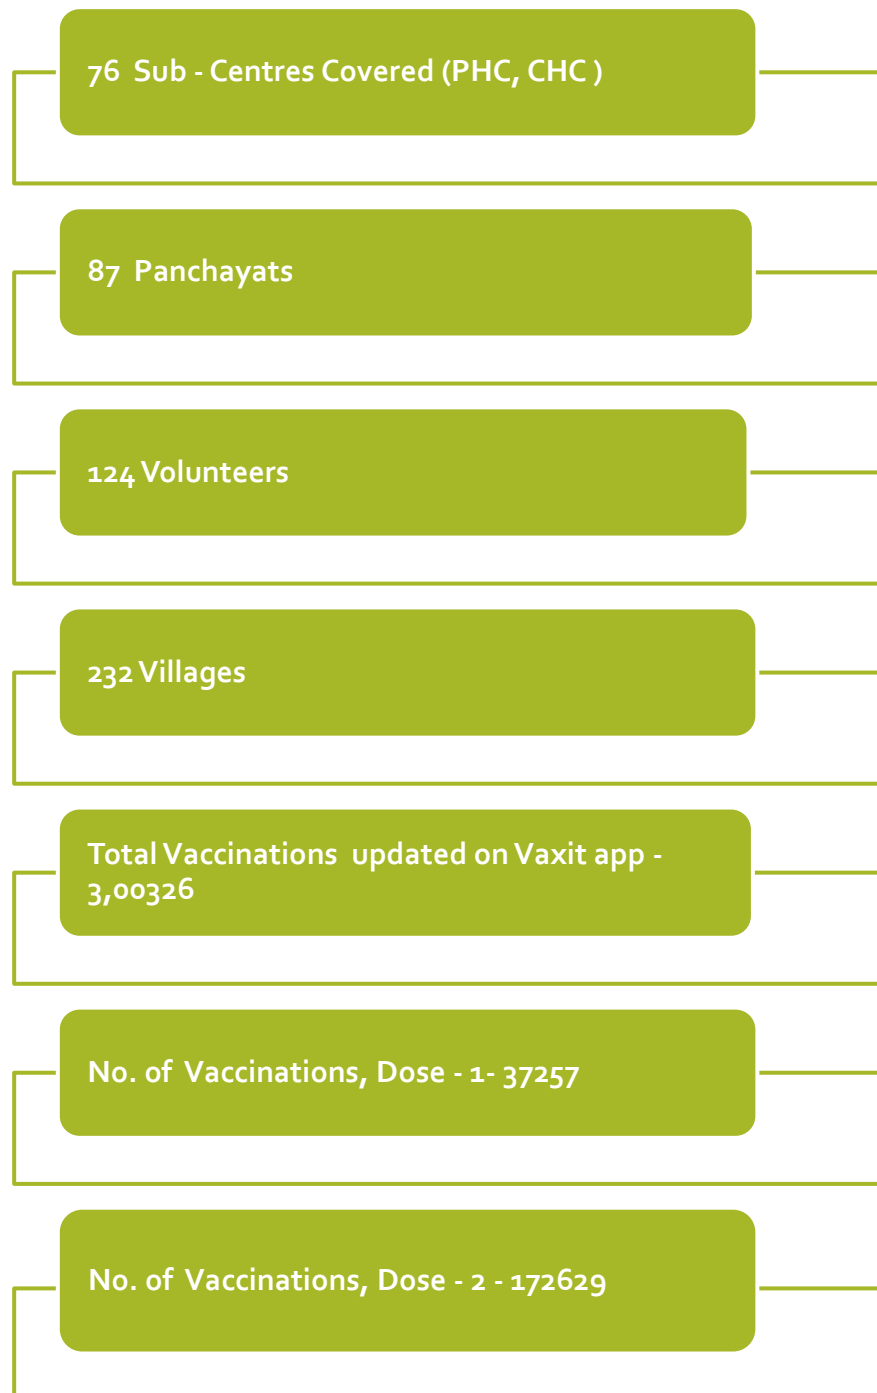 76 Sub - Centres Covered (PHC, CHC )
87 Panchayats
124 Volunteers
232 Villages
Total Vaccinations updated on Vaxit app -
3,00326
No. of Vaccinations, Dose - 1- 37257
No. of Vaccinations, Dose - 2 - 172629